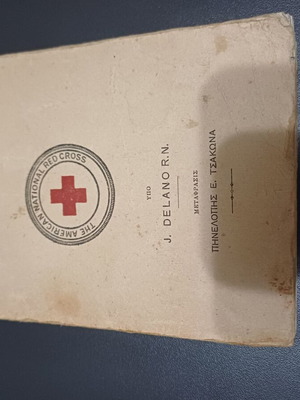 THE AMERICAN NATIONAL RED CROSS
ΥΠΟ
J. DELANO R.N.
ΜΕΤΑΦΡΑΣΙΣ
ΠΗΝΕΛΟΠΗΣ Ε. ΤΣΑΚΩΝΑ